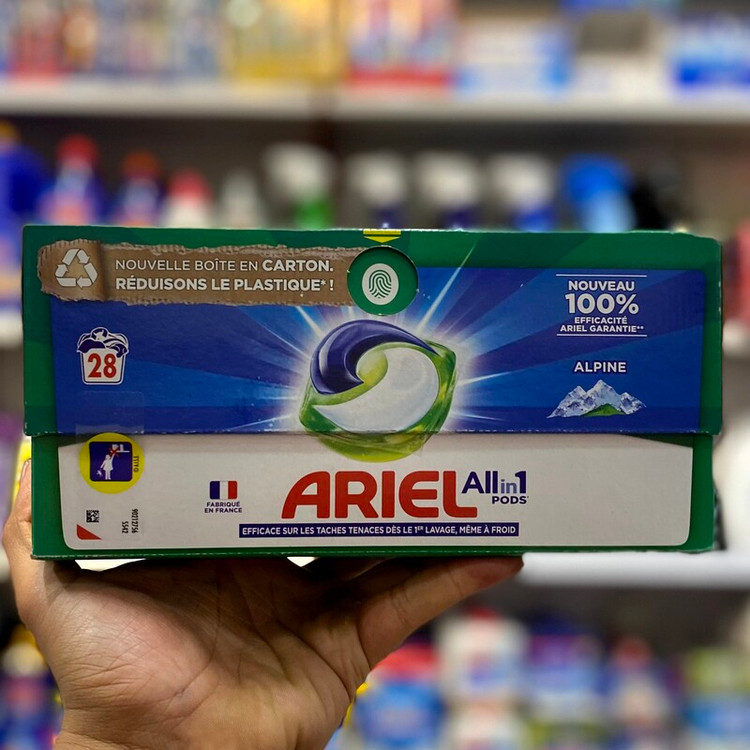 NOUVELLE BOÎTE EN CARTON.
RÉDUISONS LE PLASTIQUE* !
NOUVEAU
100%
EFFICACITÉ
ARIEL GARANTIE**
28
ALPINE
FABRIQUÉ
EN FRANCE
ARIEL All in 1
PODS®
EFFICACE SUR LES TACHES TENACES DÈS LE 1ER LAVAGE, MÊME À FROID
90213756